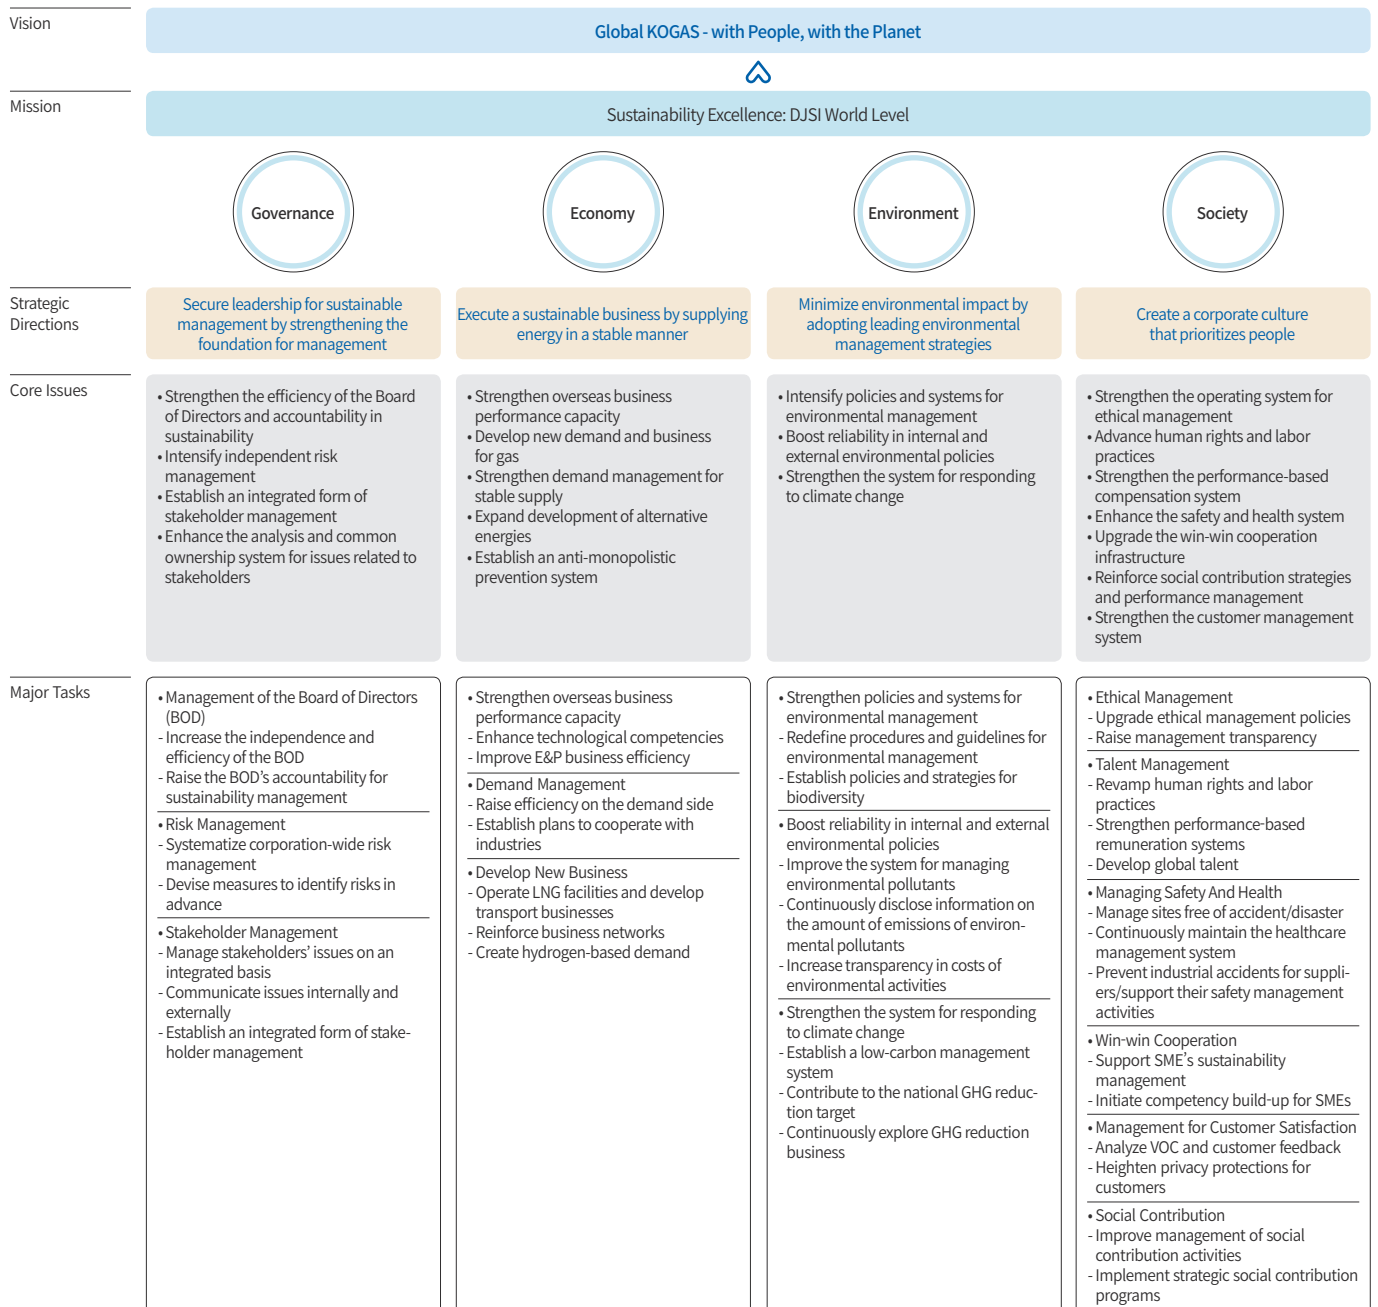 Vision
Global KOGAS - with People, with the Planet
Mission
Sustainability Excellence: DJSI World Level
Governance
Economy
Environment
Society
Strategic
Directions
Secure leadership for sustainable
management by strengthening the
foundation for management
Execute a sustainable business by supplying
energy in a stable manner
Minimize environmental impact by
adopting leading environmental
management strategies
Create a corporate culture
that prioritizes people
Core Issues
• Strengthen the efficiency of the Board
of Directors and accountability in
sustainability
• Intensify independent risk
management
• Establish an integrated form of
stakeholder management
• Enhance the analysis and common
ownership system for issues related to
stakeholders
• Strengthen overseas business
performance capacity
• Develop new demand and business
for gas
• Strengthen demand management for
stable supply
• Expand development of alternative
energies
• Establish an anti-monopolistic
prevention system
• Intensify policies and systems for
environmental management
• Boost reliability in internal and
external environmental policies
• Strengthen the system for responding
to climate change
• Strengthen the operating system for
ethical management
• Advance human rights and labor
practices
• Strengthen the performance-based
compensation system
• Enhance the safety and health system
• Upgrade the win-win cooperation
infrastructure
• Reinforce social contribution strategies
and performance management
• Strengthen the customer management
system
Major Tasks
• Management of the Board of Directors
(BOD)
- Increase the independence and
efficiency of the BOD
- Raise the BOD's accountability for
sustainability management
• Risk Management
- Systematize corporation-wide risk
management
- Devise measures to identify risks in
advance
• Stakeholder Management
- Manage stakeholders' issues on an
integrated basis
- Communicate issues internally and
externally
- Establish an integrated form of stake-
holder management
• Strengthen overseas business
performance capacity
- Enhance technological competencies
- Improve E&P business efficiency
• Demand Management
- Raise efficiency on the demand side
- Establish plans to cooperate with
industries
• Develop New Business
- Operate LNG facilities and develop
transport businesses
- Reinforce business networks
- Create hydrogen-based demand
• Strengthen policies and systems for
environmental management
- Redefine procedures and guidelines for
environmental management
- Establish policies and strategies for
biodiversity
• Boost reliability in internal and external
environmental policies
- Improve the system for managing
environmental pollutants
- Continuously disclose information on
the amount of emissions of environ-
mental pollutants
- Increase transparency in costs of
environmental activities
• Strengthen the system for responding
to climate change
- Establish a low-carbon management
system
- Contribute to the national GHG reduc-
tion target
- Continuously explore GHG reduction
business
• Ethical Management
- Upgrade ethical management policies
- Raise management transparency
• Talent Management
- Revamp human rights and labor
practices
- Strengthen performance-based
remuneration systems
- Develop global talent
• Managing Safety And Health
- Manage sites free of accident/disaster
- Continuously maintain the healthcare
management system
- Prevent industrial accidents for suppli-
ers/support their safety management
activities
• Win-win Cooperation
- Support SME's sustainability
management
- Initiate competency build-up for SMEs
• Management for Customer Satisfaction
- Analyze VOC and customer feedback
- Heighten privacy protections for
customers
• Social Contribution
- Improve management of social
contribution activities
- Implement strategic social contribution
programs